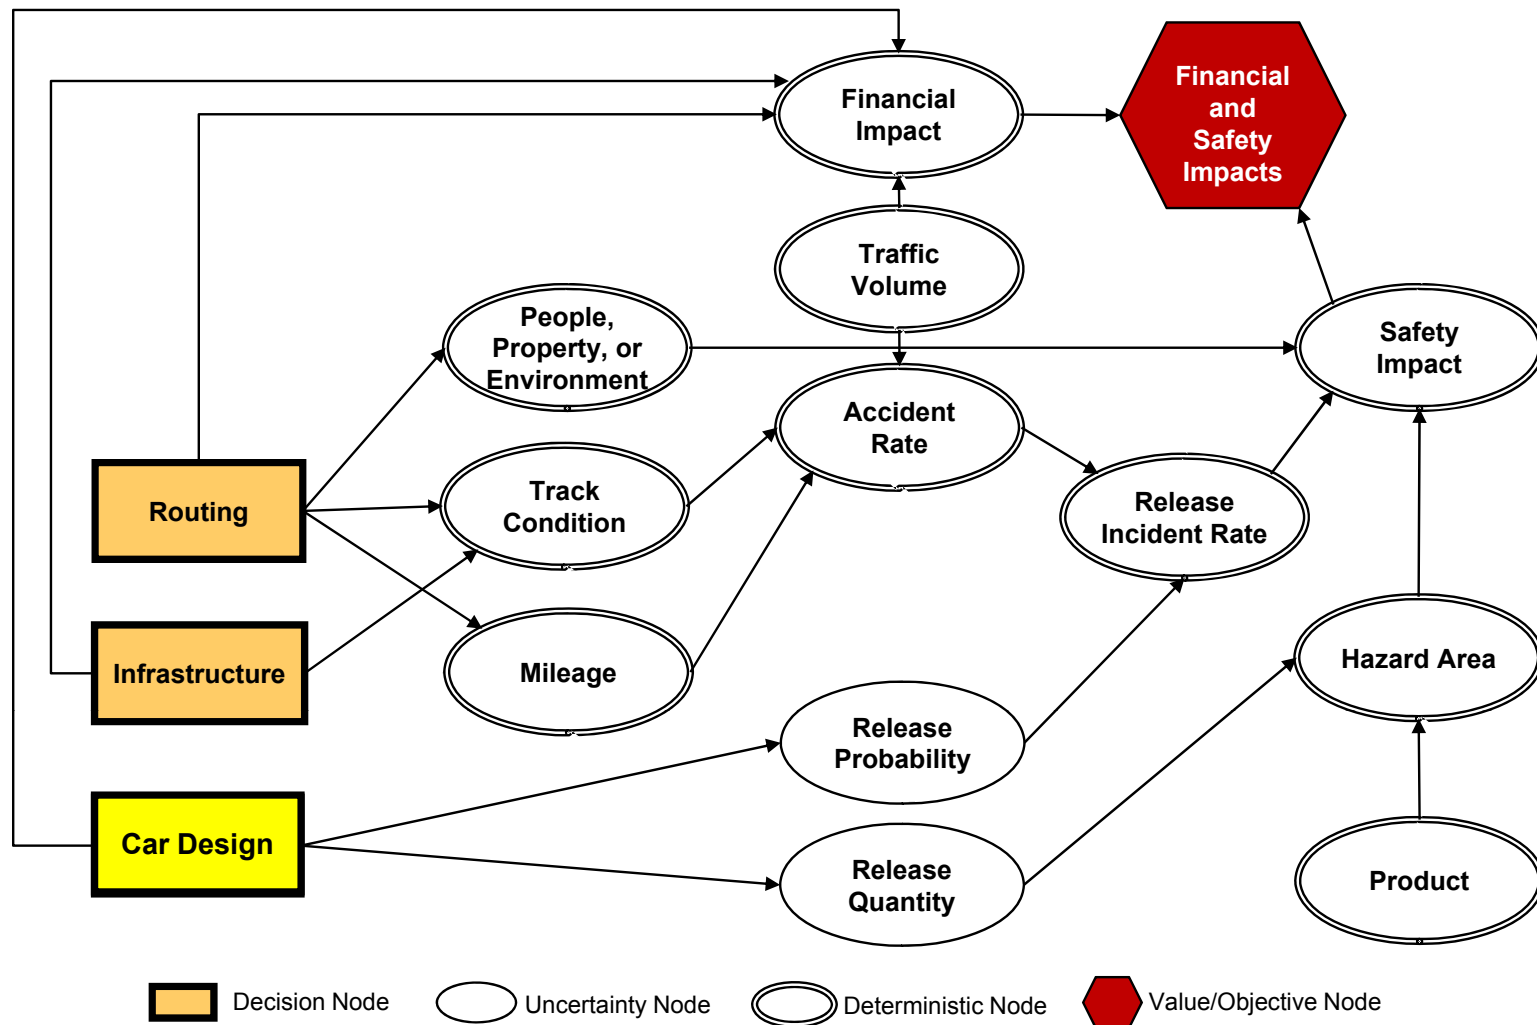 Financial
Impact
Financial
and
Safety
Impacts
Traffic
Volume
People,
Property, or
Environment
Safety
Impact
Accident
Rate
Routing
Track
Condition
Release
Incident Rate
Infrastructure
Mileage
Hazard Area
Release
Probability
Car Design
Release
Quantity
Product
Decision Node
Uncertainty Node
Deterministic Node
Value/Objective Node